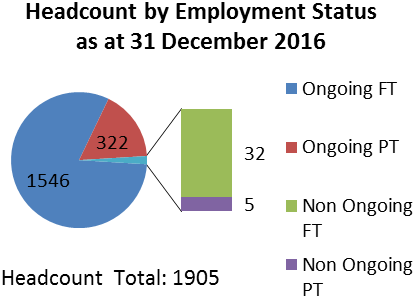 Headcount by Employment Status
as at 31 December 2016
Ongoing FT
322
32
Ongoing PT
1546
5
Non Ongoing
FT
Non Ongoing
PT
Headcount Total: 1905